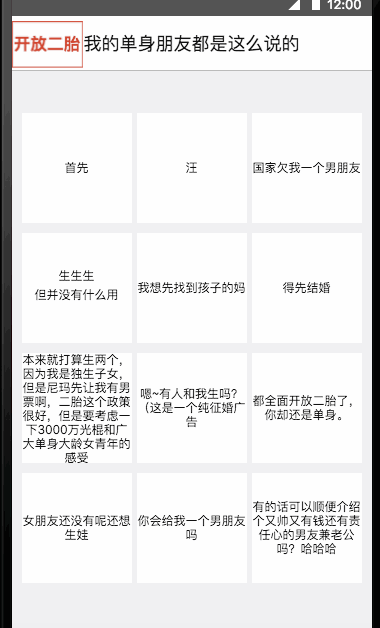 12:00
开放二胎 我的单身朋友都是这么说的
首先
汪
国家欠我一个男朋友
生生生
但并没有什么用
我想先找到孩子的妈
得先结婚
本来就打算生两个，
因为我是独生子女，
但是尼玛先让我有男
票啊，二胎这个政策
很好，但是要考虑一
下3000万光棍和广
大单身大龄女青年的
感受
嗯~有人和我生吗？
（这是一个纯征婚广
告
都全面开放二胎了，
你却还是单身。
女朋友还没有呢还想
生娃
你会给我一个男朋友
吗
有的话可以顺便介绍
个又帅又有钱还有责
任心的男友兼老公
吗？哈哈哈